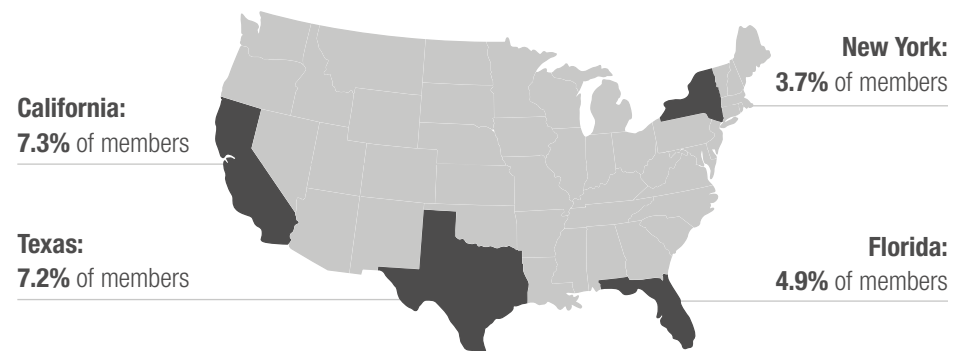 New York:
3.7% of members
California:
7.3% of members
Texas:
7.2% of members
Florida:
4.9% of members